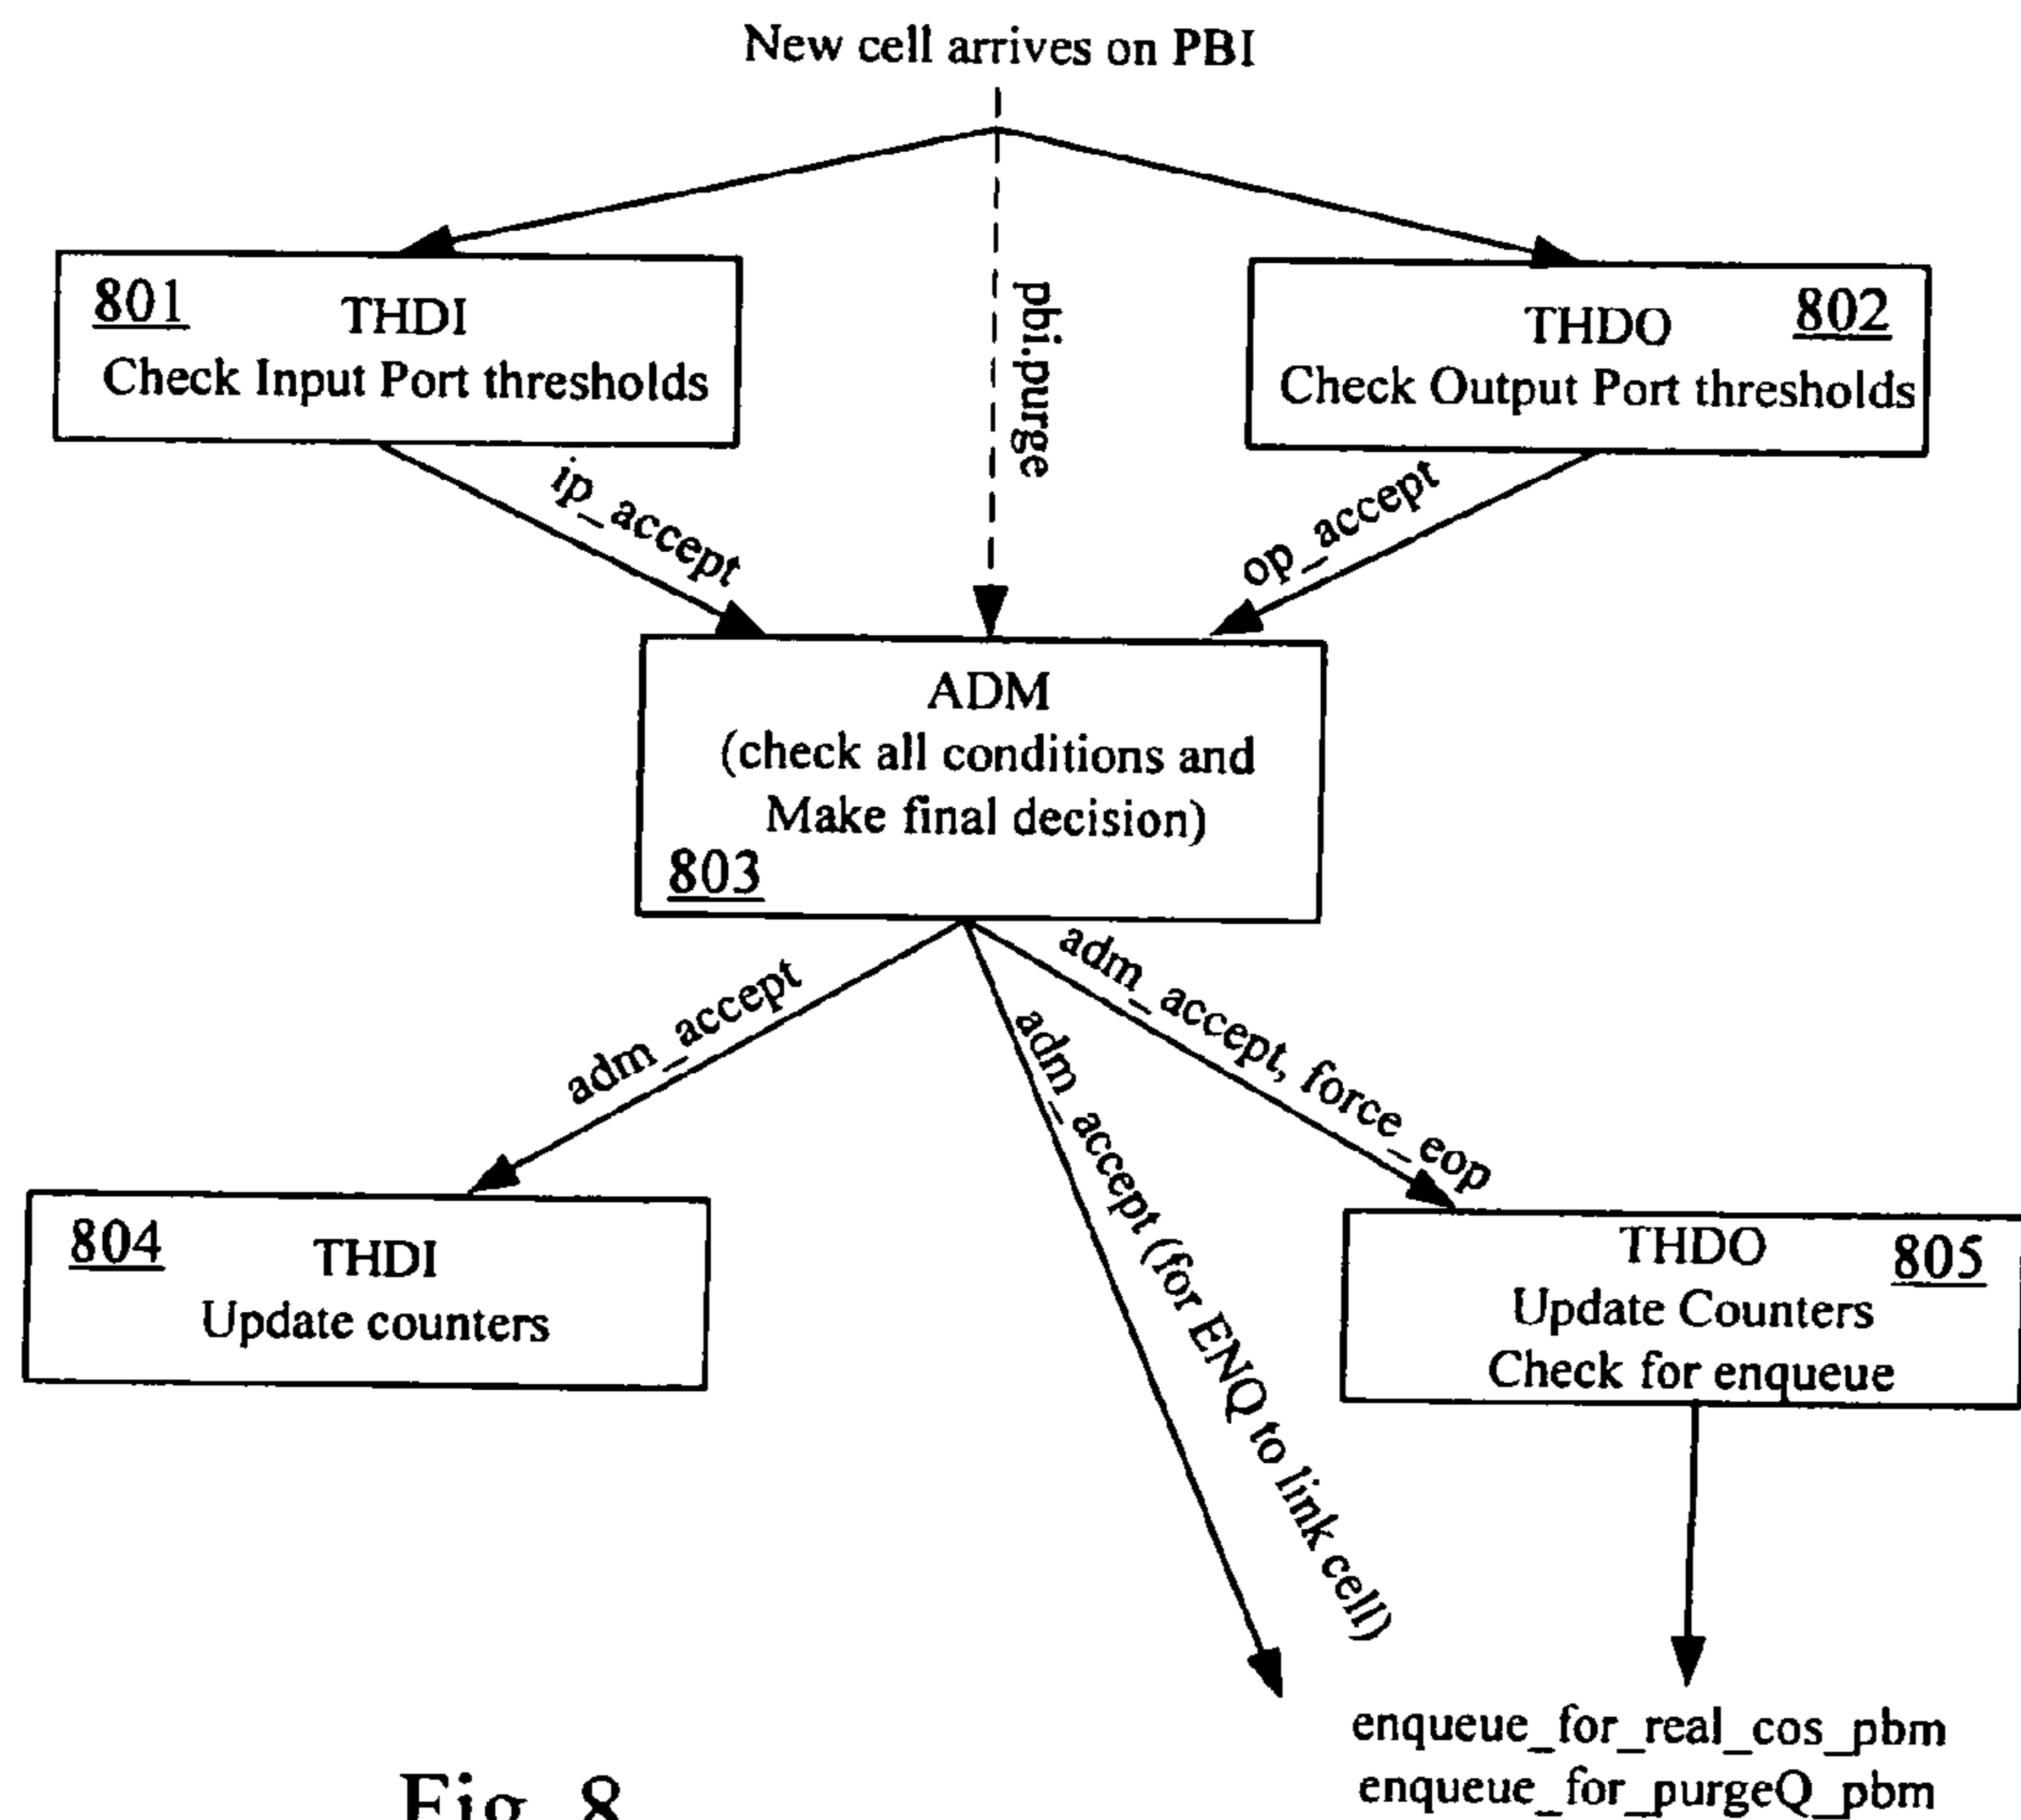 New cell arrives on PBI
801
THDI
Check Input Port thresholds
802
THDO
Check Output Port thresholds
pbi.purge
ip_accept
op_accept
ADM
(check all conditions and
Make final decision)
803
adm_accept
adm_accept, force_eop
adm_accept (for ENQ to link cell)
804
THDI
Update counters
805
THDO
Update Counters
Check for enqueue
enqueue_for_real_cos_pbm
enqueue_for_purgeQ_pbm
Fig. 8